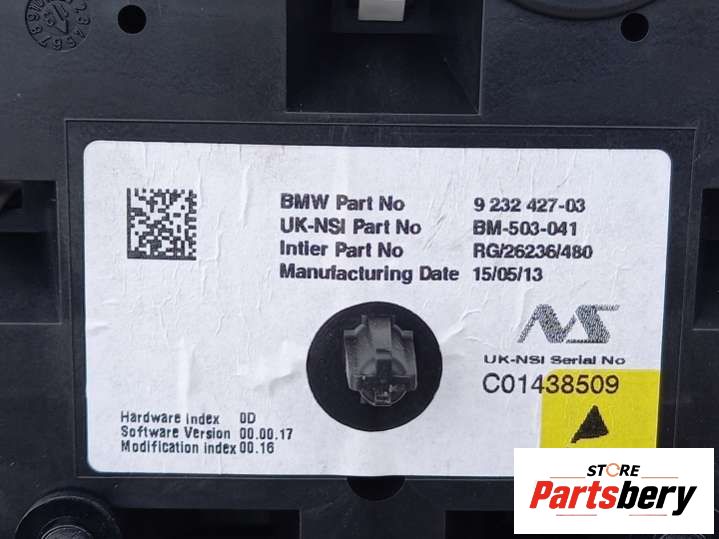 BMW Part No 9 232 427-03
UK-NSI Part No BM-503-041
Intier Part No RG/26236/480
Manufacturing Date 15/05/13
NS
UK-NSI Serial No
C01438509
Hardware index 0D
Software Version 00.00.17
Modification index 00.16
STORE
Partsbery